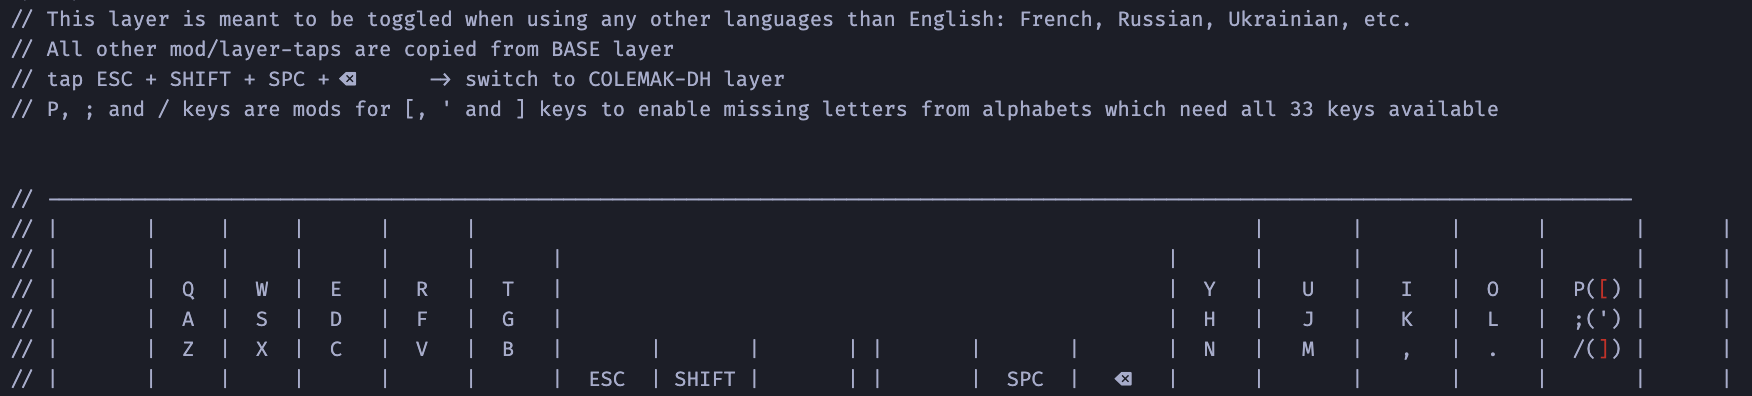 // This layer is meant to be toggled when using any other languages than English: French, Russian, Ukrainian, etc.
// All other mod/layer-taps are copied from BASE layer
// tap ESC + SHIFT + SPC + ⌫      -> switch to COLEMAK-DH layer
// P, ; and / keys are mods for [, ' and ] keys to enable missing letters from alphabets which need all 33 keys available
// ────────────────────────────────────────────────────────────────────────────────
// |       |     |     |      |      |                                                               |       |       |      |       |      |
// |       |     |     |      |      |      |                                                 |      |       |       |      |       |      |
// |       |  Q  |  W  |  E   |  R   |  T   |                                                 |  Y   |   U   |   I   |  O   | P([)  |      |
// |       |  A  |  S  |  D   |  F   |  G   |                                                 |  H   |   J   |   K   |  L   | ;(')  |      |
// |       |  Z  |  X  |  C   |  V   |  B   |       |       |       | |       |       |       |  N   |   M   |   ,   |  .   | /(])  |      |
// |       |     |     |      |      |      |  ESC  | SHIFT |       | |       |  SPC  |   ⌫   |      |       |       |      |       |      |